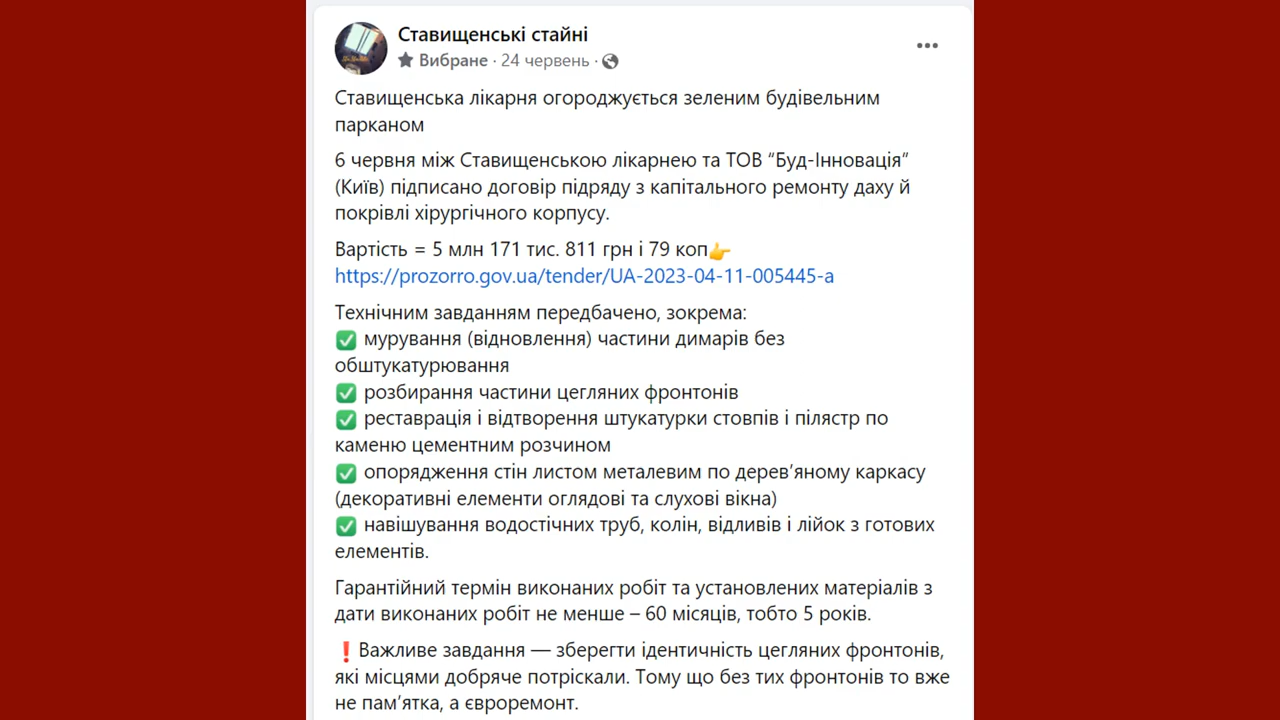 Ставищенські стайні
Вибране · 24 червень ·
Ставищенська лікарня огороджується зеленим будівельним
парканом
6 червня між Ставищенською лікарнею та ТОВ “Буд-Інновація”
(Київ) підписано договір підряду з капітального ремонту даху й
покрівлі хірургічного корпусу.
Вартість = 5 млн 171 тис. 811 грн і 79 коп👉
https://prozorro.gov.ua/tender/UA-2023-04-11-005445-a
Технічним завданням передбачено, зокрема:
✅ мурування (відновлення) частини димарів без
обштукатурювання
✅ розбирання частини цегляних фронтонів
✅ реставрація і відтворення штукатурки стовпів і пілястр по
каменю цементним розчином
✅ опорядження стін листом металевим по дерев’яному каркасу
(декоративні елементи оглядові та слухові вікна)
✅ навішування водостічних труб, колін, відливів і лійок з готових
елементів.
Гарантійний термін виконаних робіт та установлених матеріалів з
дати виконаних робіт не менше – 60 місяців, тобто 5 років.
❗Важливе завдання — зберегти ідентичність цегляних фронтонів,
які місцями добряче потріскали. Тому що без тих фронтонів то вже
не пам’ятка, а євроремонт.